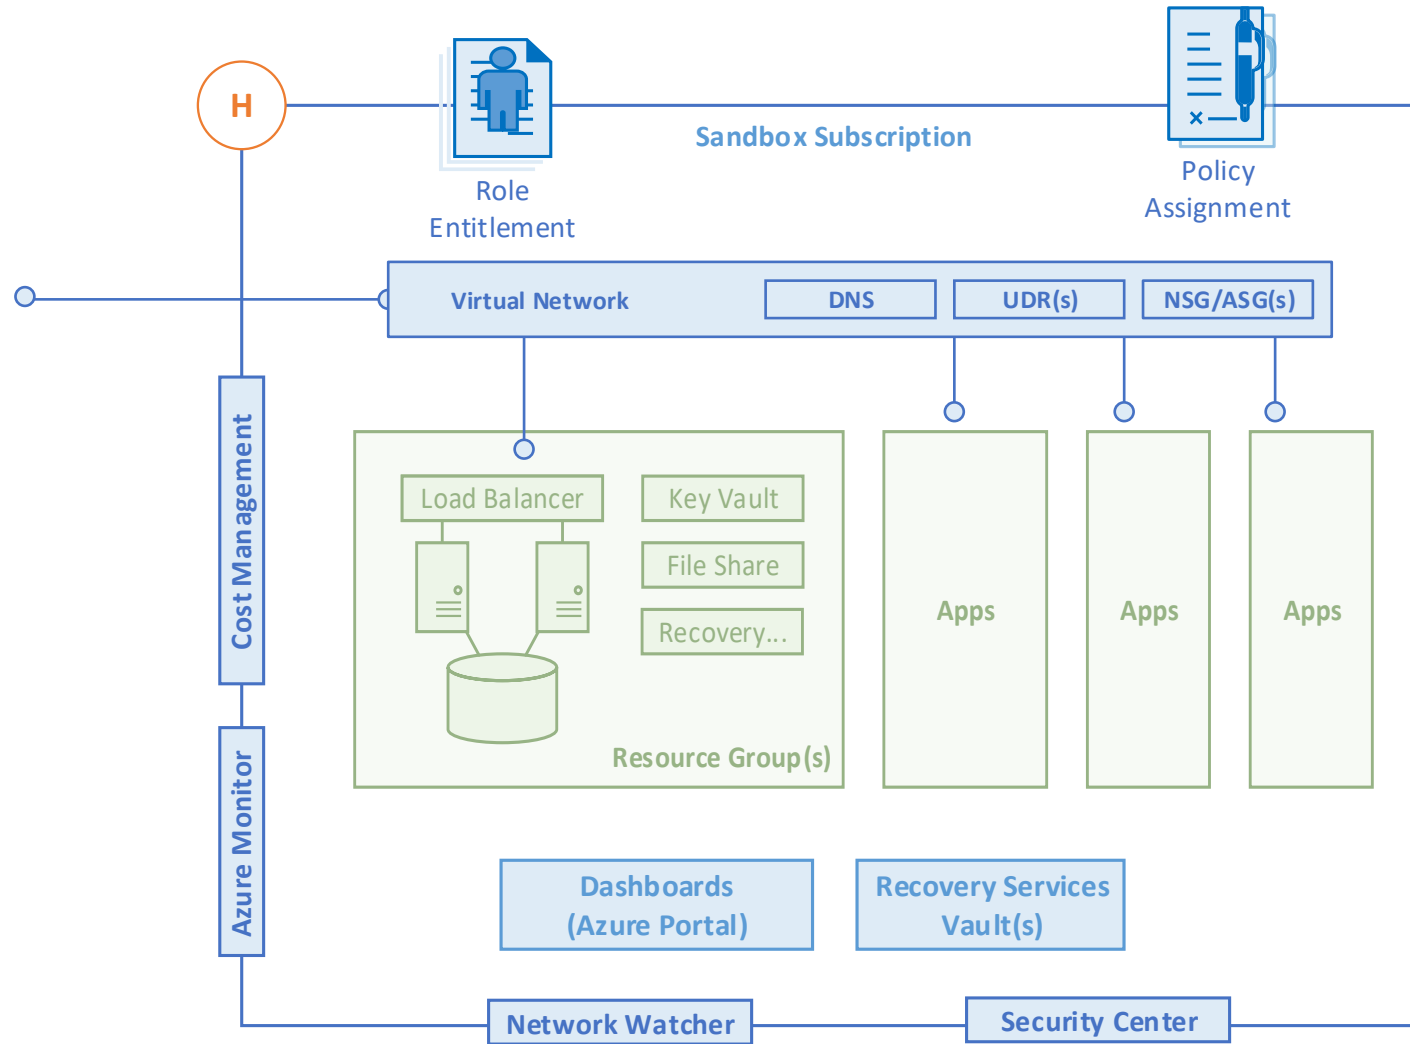 H
Sandbox Subscription
Role
Entitlement
Policy
Assignment
Virtual Network
DNS
UDR(s)
NSG/ASG(s)
Cost Management
Load Balancer
Key Vault
File Share
Recovery...
Apps
Apps
Apps
Resource Group(s)
Azure Monitor
Dashboards
(Azure Portal)
Recovery Services
Vault(s)
Network Watcher
Security Center